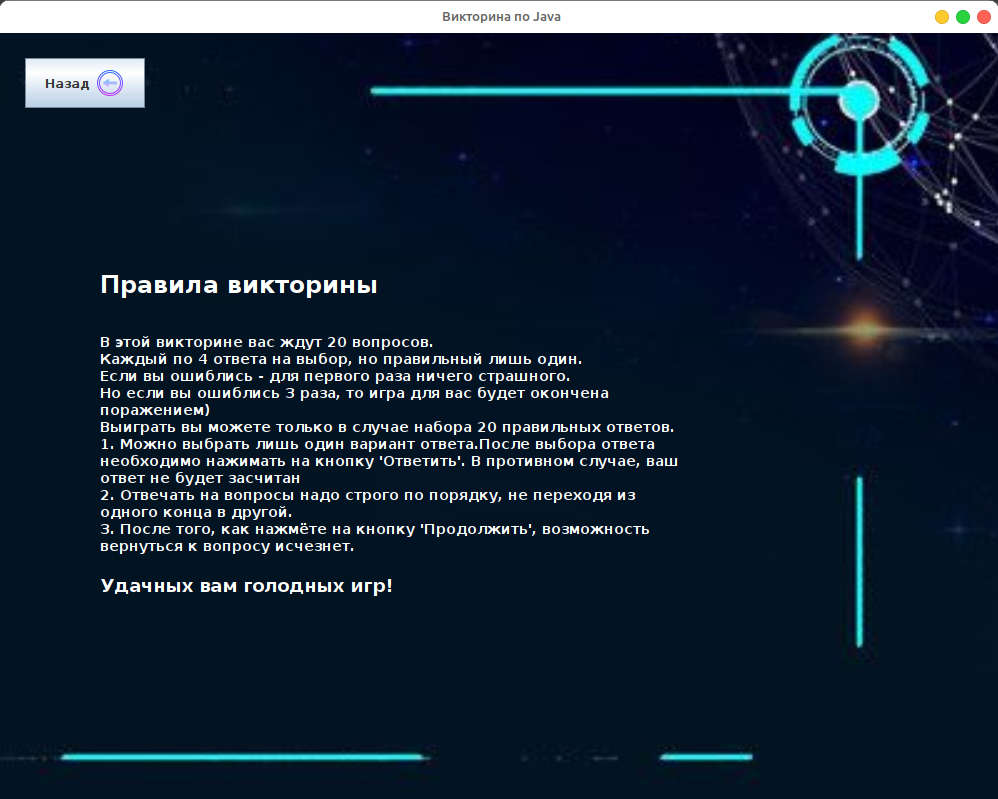 Викторина по Java
Назад
Правила викторины
В этой викторине вас ждут 20 вопросов.
Каждый по 4 ответа на выбор, но правильный лишь один.
Если вы ошиблись - для первого раза ничего страшного.
Но если вы ошиблись 3 раза, то игра для вас будет окончена
поражением)
Выиграть вы можете только в случае набора 20 правильных ответов.
1. Можно выбрать лишь один вариант ответа.После выбора ответа
необходимо нажимать на кнопку 'Ответить'. В противном случае, ваш
ответ не будет засчитан
2. Отвечать на вопросы надо строго по порядку, не переходя из
одного конца в другой.
3. После того, как нажмёте на кнопку 'Продолжить', возможность
вернуться к вопросу исчезнет.
Удачных вам голодных игр!